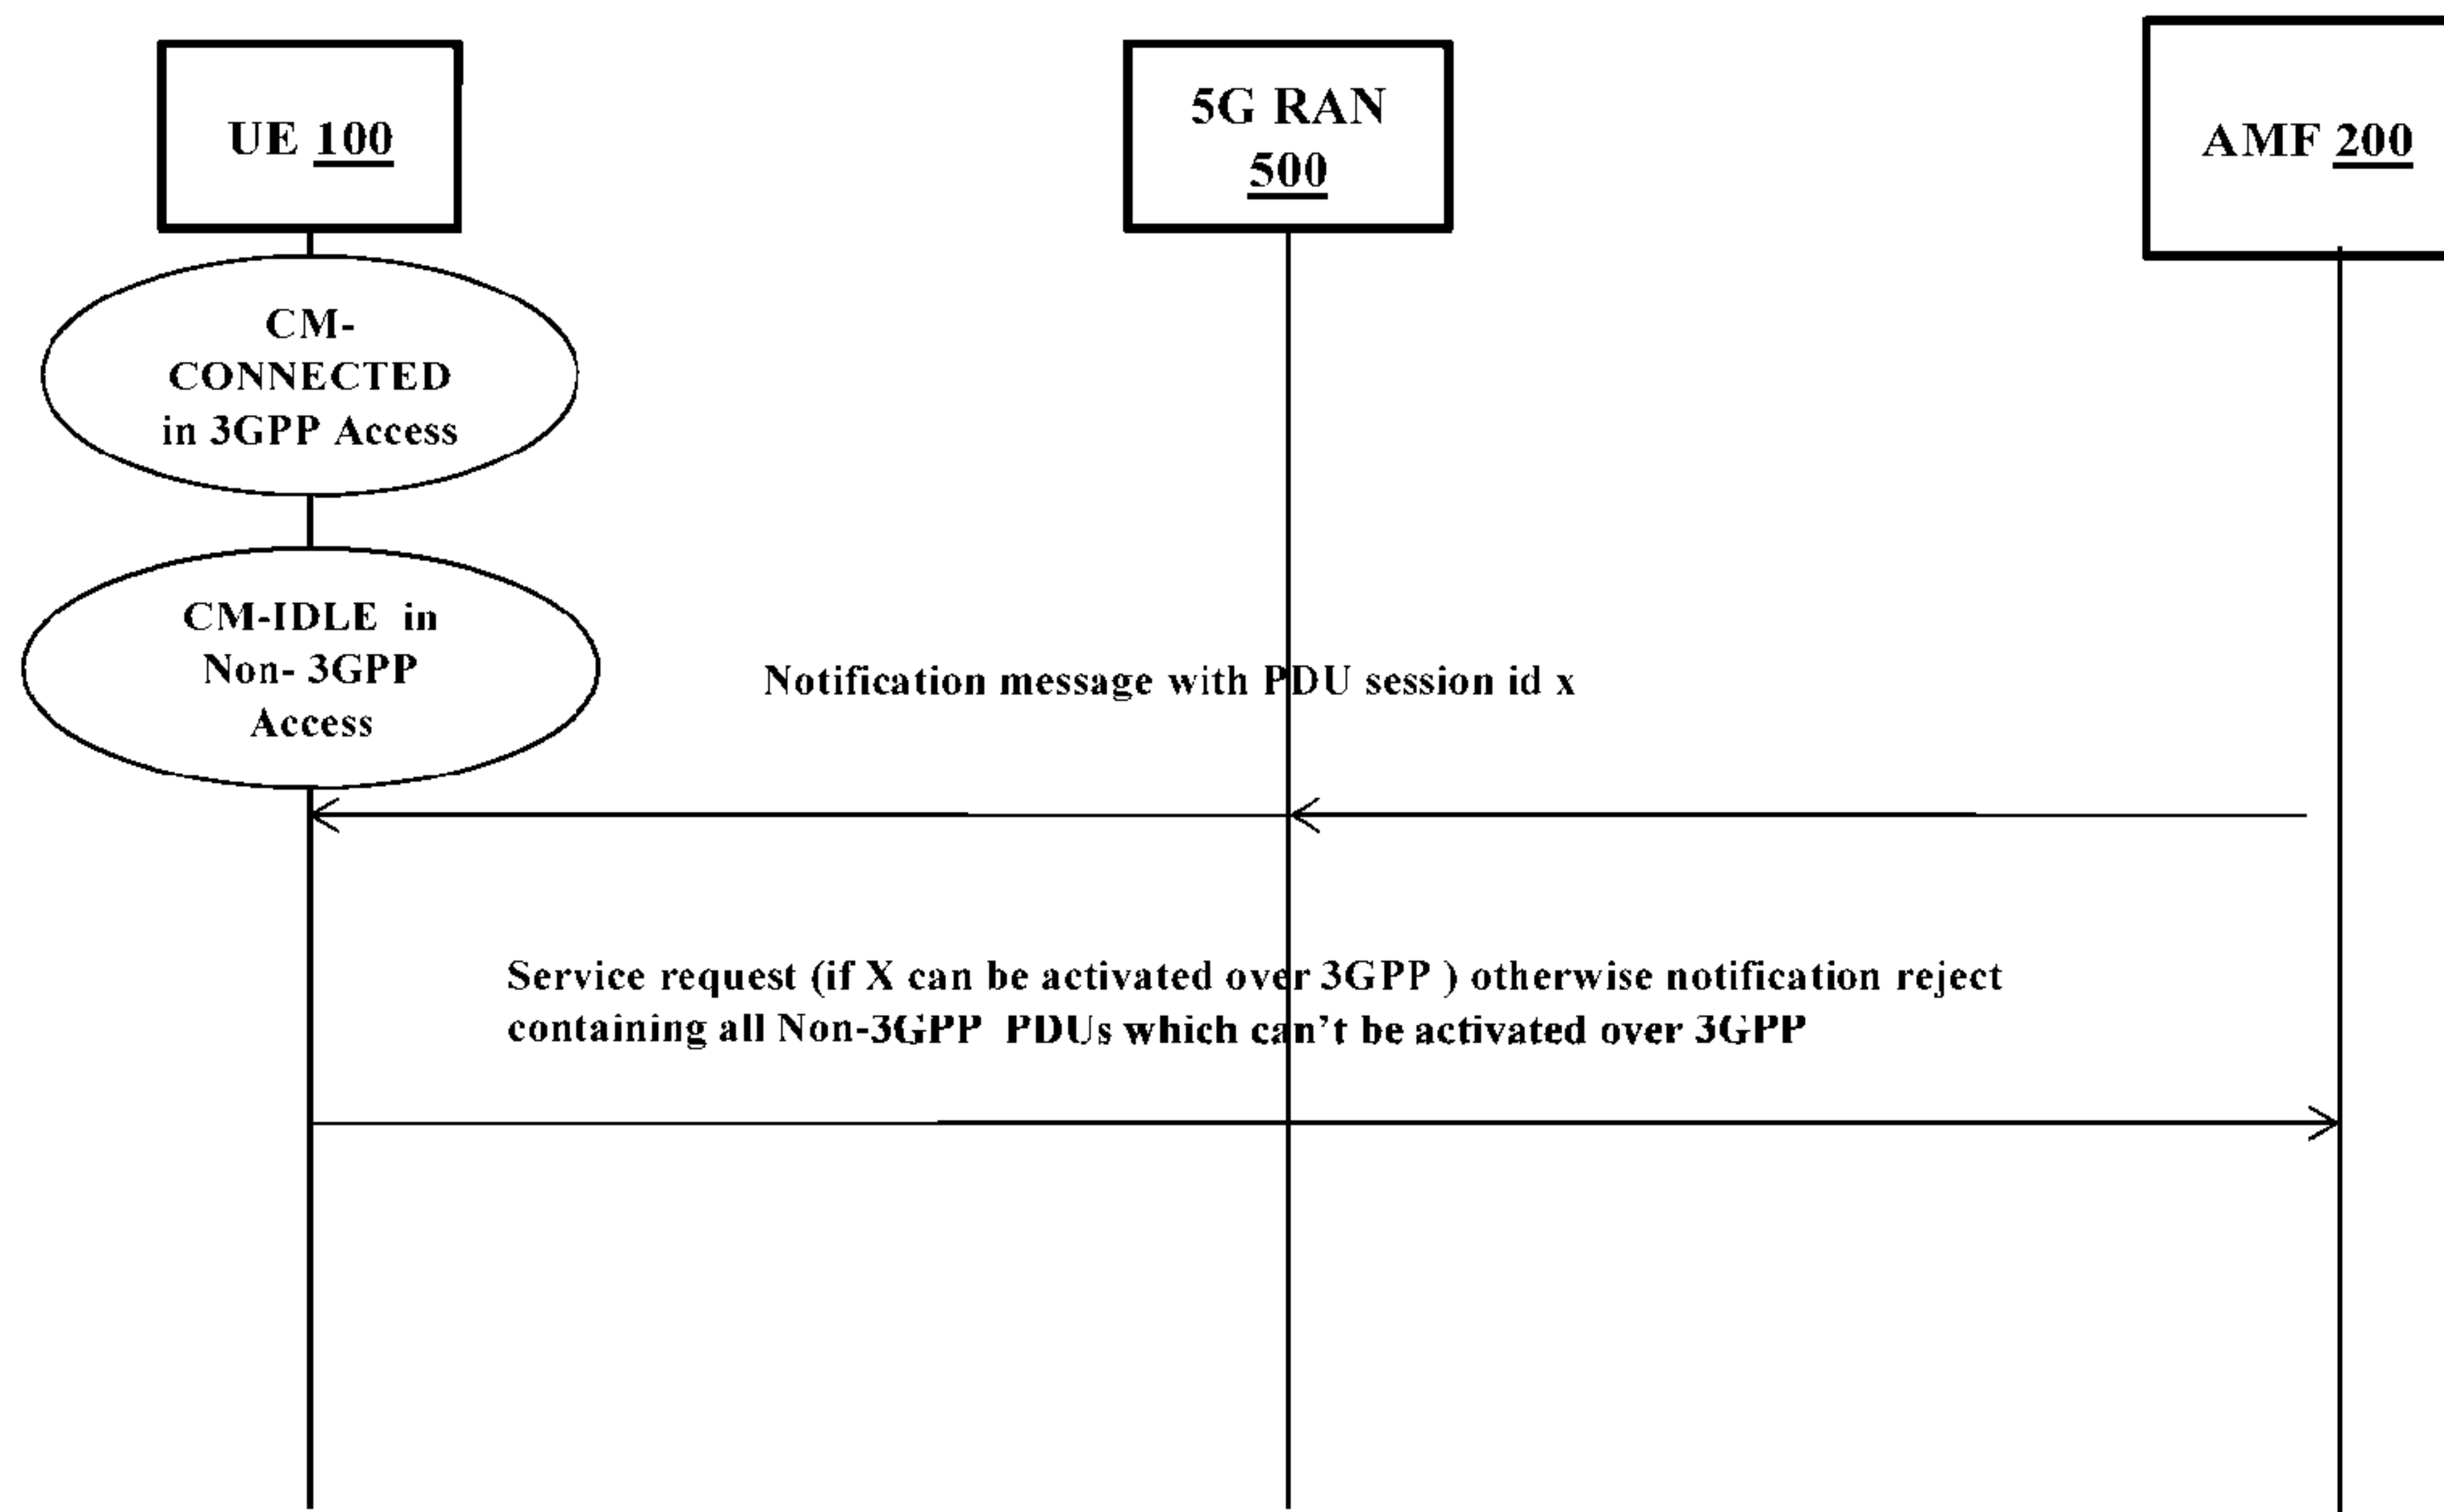 UE 100
5G RAN
500
AMF 200
CM-
CONNECTED
in 3GPP Access
CM-IDLE in
Non- 3GPP
Access
Notification message with PDU session id x
Service request (if X can be activated over 3GPP ) otherwise notification reject
containing all Non-3GPP PDUs which can't be activated over 3GPP